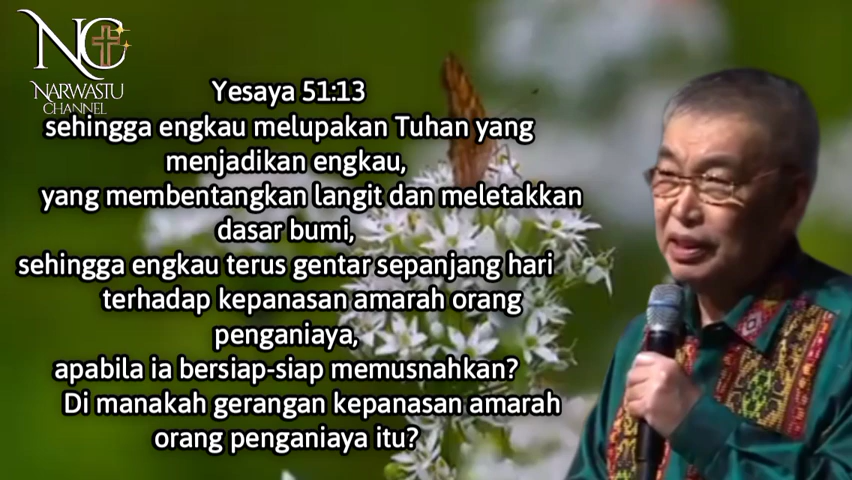 NC
NARWASTU
CHANNEL
Yesaya 51:13
sehingga engkau melupakan Tuhan yang
menjadikan engkau,
yang membentangkan langit dan meletakkan
dasar bumi,
sehingga engkau terus gentar sepanjang hari
terhadap kepanasan amarah orang
penganiaya,
apabila ia bersiap-siap memusnahkan?
Di manakah gerangan kepanasan amarah
orang penganiaya itu?